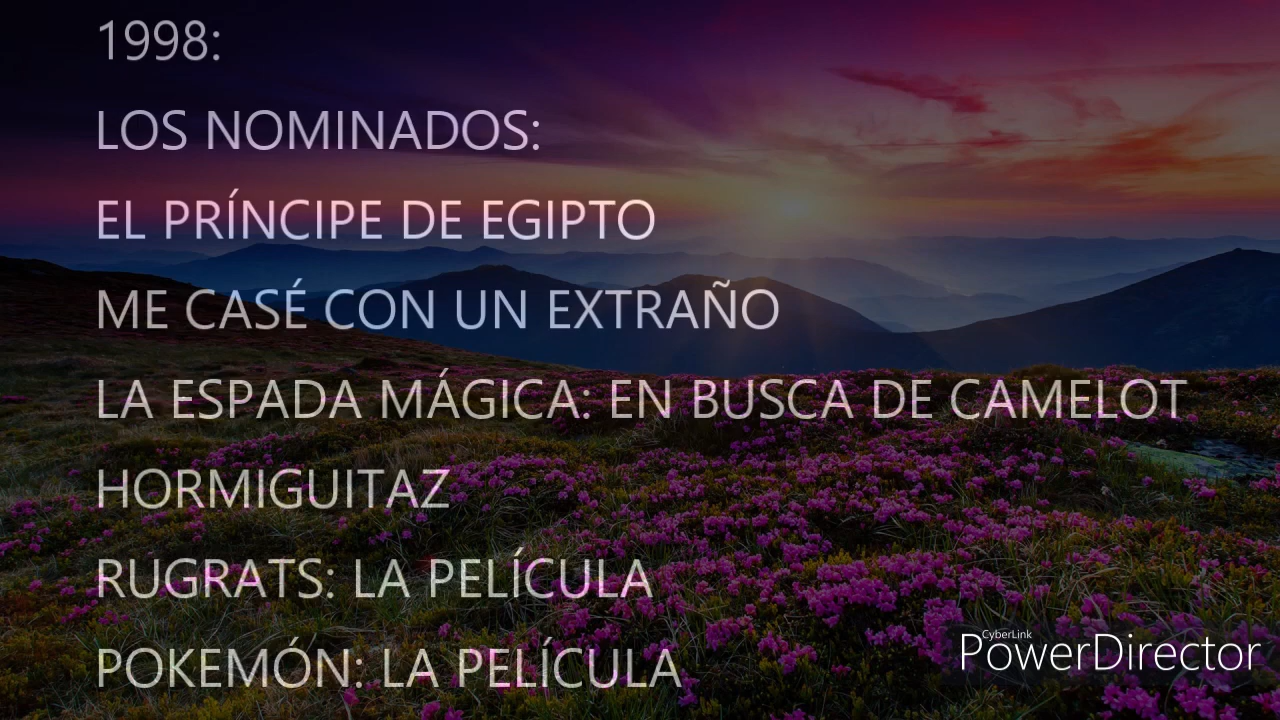 1998:
LOS NOMINADOS:
EL PRÍNCIPE DE EGIPTO
ME CASÉ CON UN EXTRAÑO
LA ESPADA MÁGICA: EN BUSCA DE CAMELOT
HORMIGUITAZ
RUGRATS: LA PELÍCULA
POKEMÓN: LA PELÍCULA
CyberLink
PowerDirector